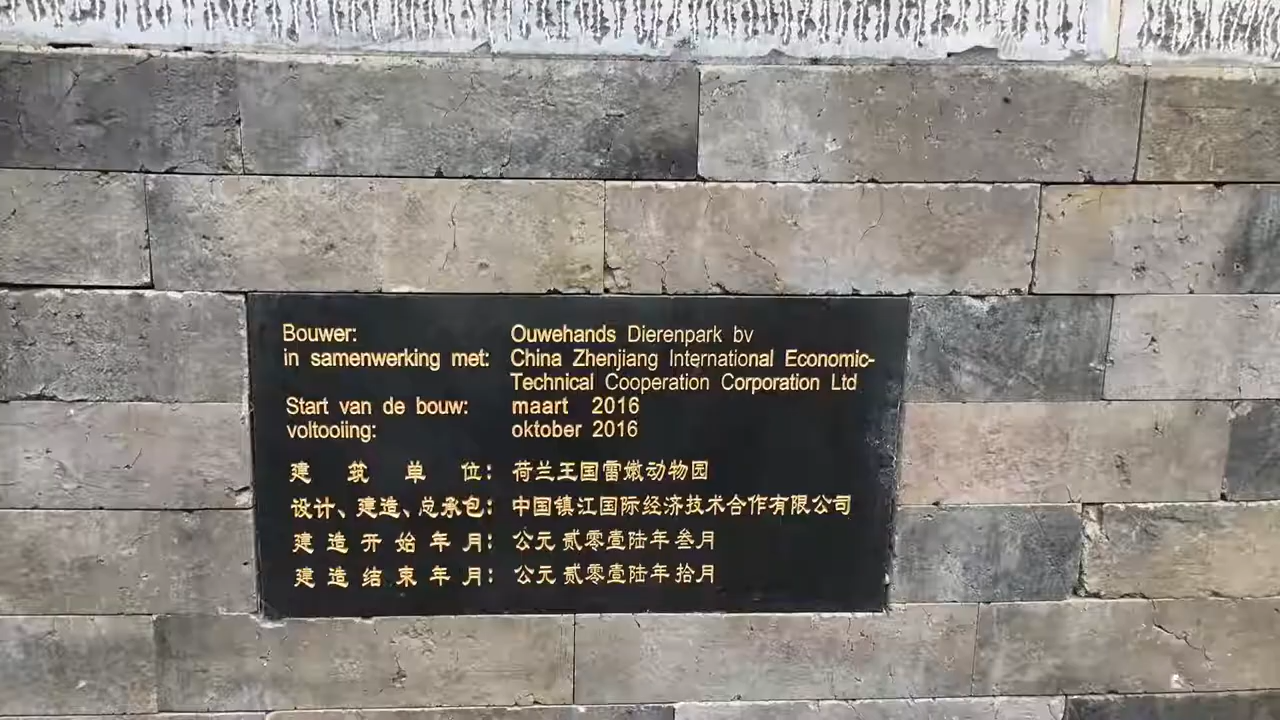 Bouwer: Ouwehands Dierenpark bv
in samenwerking met: China Zhenjiang International Economic-
Technical Cooperation Corporation Ltd
Start van de bouw: maart 2016
voltooiing: oktober 2016
建筑单位：荷兰王国雷嫩动物园
设计、建造、总承包：中国镇江国际经济技术合作有限公司
建造开始年月：公元贰零壹陆年叁月
建造结束年月：公元贰零壹陆年拾月